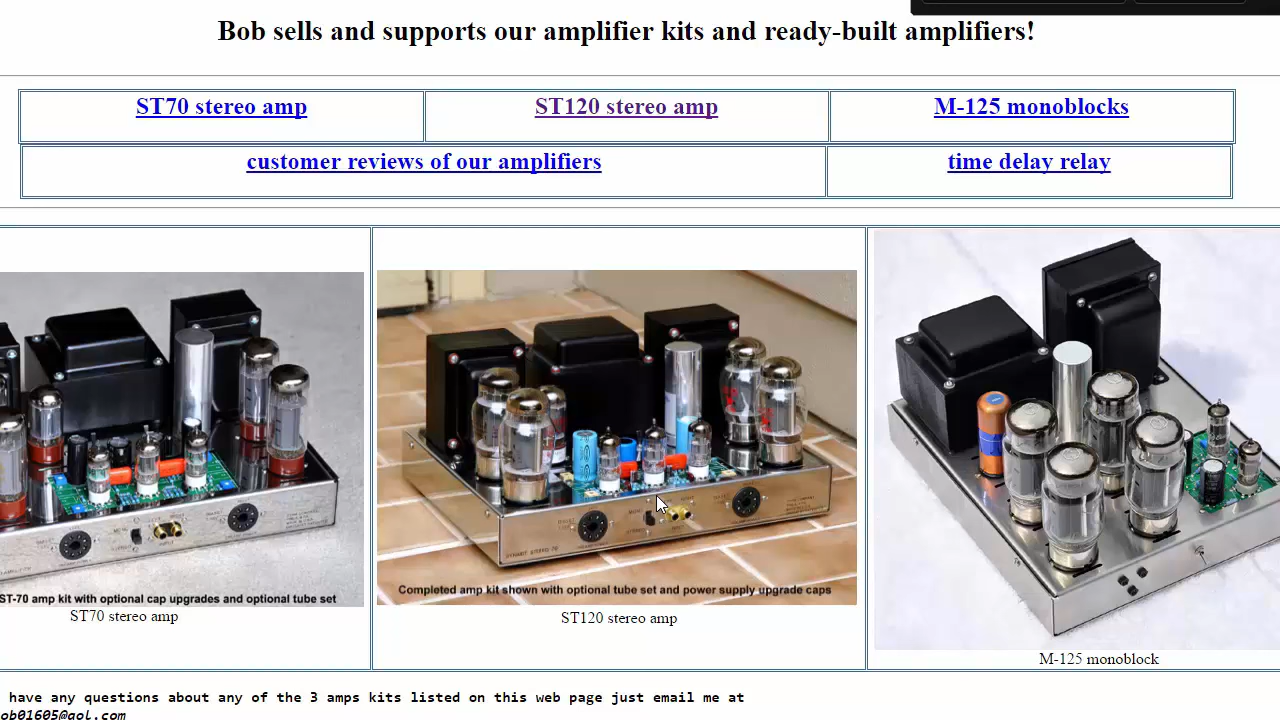 Bob sells and supports our amplifier kits and ready-built amplifiers!
ST70 stereo amp
ST120 stereo amp
M-125 monoblocks
customer reviews of our amplifiers
time delay relay
ST-70 amp kit with optional cap upgrades and optional tube set
ST70 stereo amp
Completed amp kit shown with optional tube set and power supply upgrade caps
ST120 stereo amp
M-125 monoblock
have any questions about any of the 3 amps kits listed on this web page just email me at
ob01605@aol.com